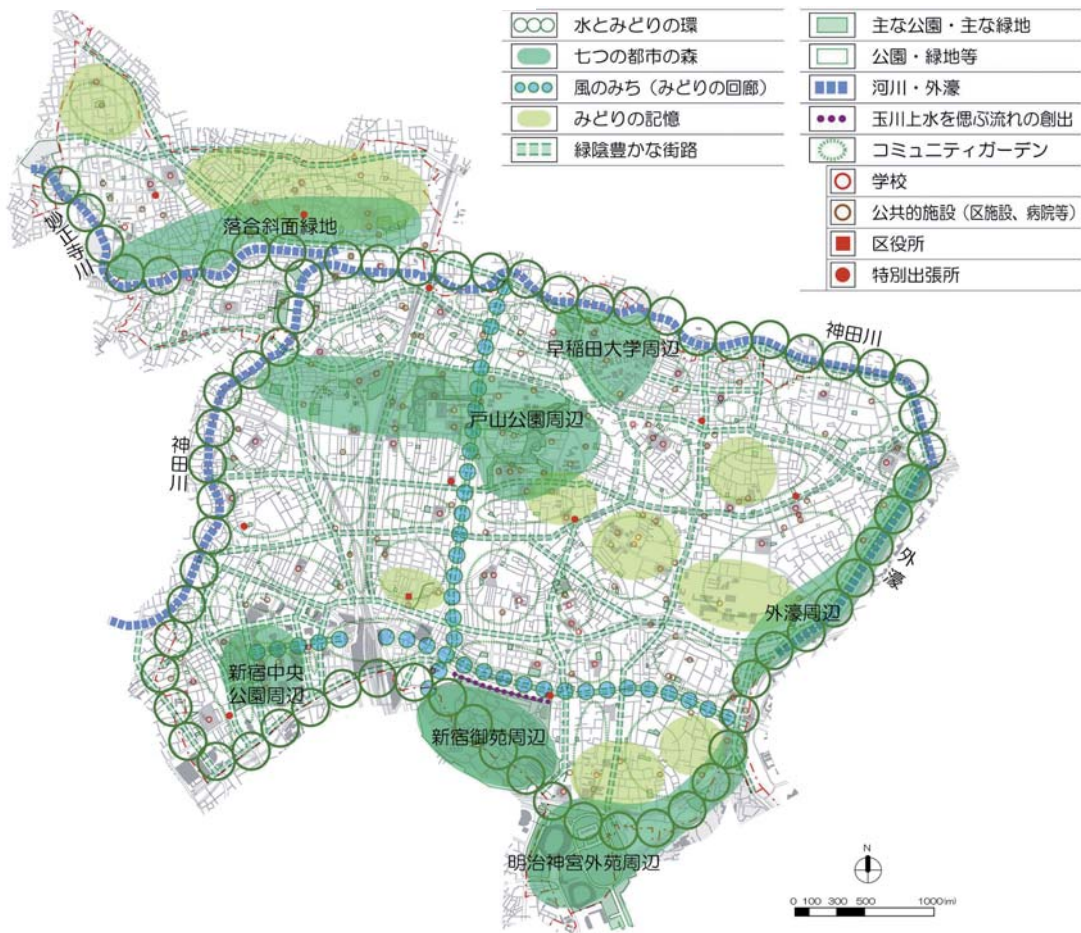 水とみどりの環
七つの都市の森
風のみち（みどりの回廊）
みどりの記憶
緑陰豊かな街路
主な公園・主な緑地
公園・緑地等
河川・外濠
玉川上水を偲ぶ流れの創出
コミュニティガーデン
学校
公共的施設（区施設、病院等）
区役所
特別出張所
落合斜面緑地
妙正寺川
早稲田大学周辺
神田川
戸山公園周辺
神田川
外濠
外濠周辺
新宿中央
公園周辺
新宿御苑周辺
明治神宮外苑周辺
N
0 100 300 500 1000(m)